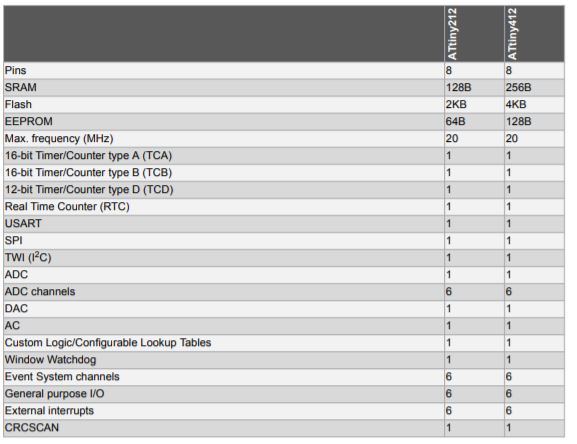 ATtiny212 ATtiny412
Pins 8 8
SRAM 128B 256B
Flash 2KB 4KB
EEPROM 64B 128B
Max. frequency (MHz) 20 20
16-bit Timer/Counter type A (TCA) 1 1
16-bit Timer/Counter type B (TCB) 1 1
12-bit Timer/Counter type D (TCD) 1 1
Real Time Counter (RTC) 1 1
USART 1 1
SPI 1 1
TWI (I²C) 1 1
ADC 1 1
ADC channels 6 6
DAC 1 1
AC 1 1
Custom Logic/Configurable Lookup Tables 1 1
Window Watchdog 1 1
Event System channels 6 6
General purpose I/O 6 6
External interrupts 6 6
CRCSCAN 1 1